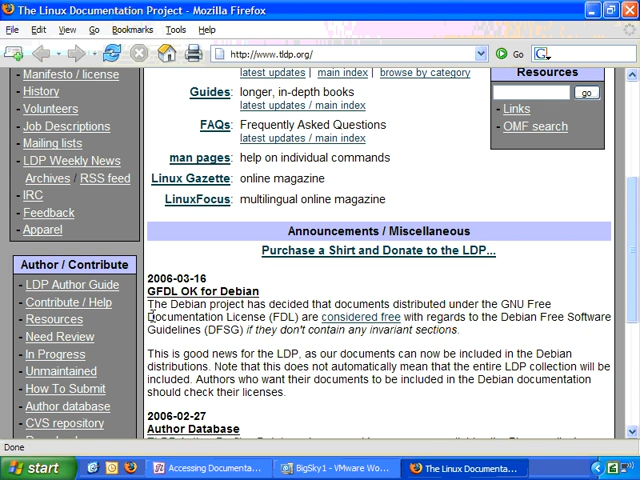 The Linux Documentation Project - Mozilla Firefox
File Edit View Go Bookmarks Tools Help
http://www.tldp.org/ Go G
- Manifesto / license
- History
- Volunteers
- Job Descriptions
- Mailing lists
- LDP Weekly News
Archives / RSS feed
- IRC
- Feedback
- Apparel
Author / Contribute
- LDP Author Guide
- Contribute / Help
- Resources
- Need Review
- In Progress
- Unmaintained
- How To Submit
- Author database
- CVS repository
latest updates | main index | browse by category
Guides: longer, in-depth books
latest updates / main index
FAQs: Frequently Asked Questions
latest updates / main index
man pages: help on individual commands
Linux Gazette: online magazine
LinuxFocus: multilingual online magazine
Resources
go
- Links
- OMF search
Announcements / Miscellaneous
Purchase a Shirt and Donate to the LDP...
2006-03-16
GFDL OK for Debian
The Debian project has decided that documents distributed under the GNU Free
Documentation License (FDL) are considered free with regards to the Debian Free Software
Guidelines (DFSG) if they don't contain any invariant sections.
This is good news for the LDP, as our documents can now be included in the Debian
distributions. Note that this does not automatically mean that the entire LDP collection will be
included. Authors who want their documents to be included in the Debian documentation
should check their licenses.
2006-02-27
Author Database
Done
start Accessing Documenta... BigSky1 - VMware Wo... The Linux Documenta...